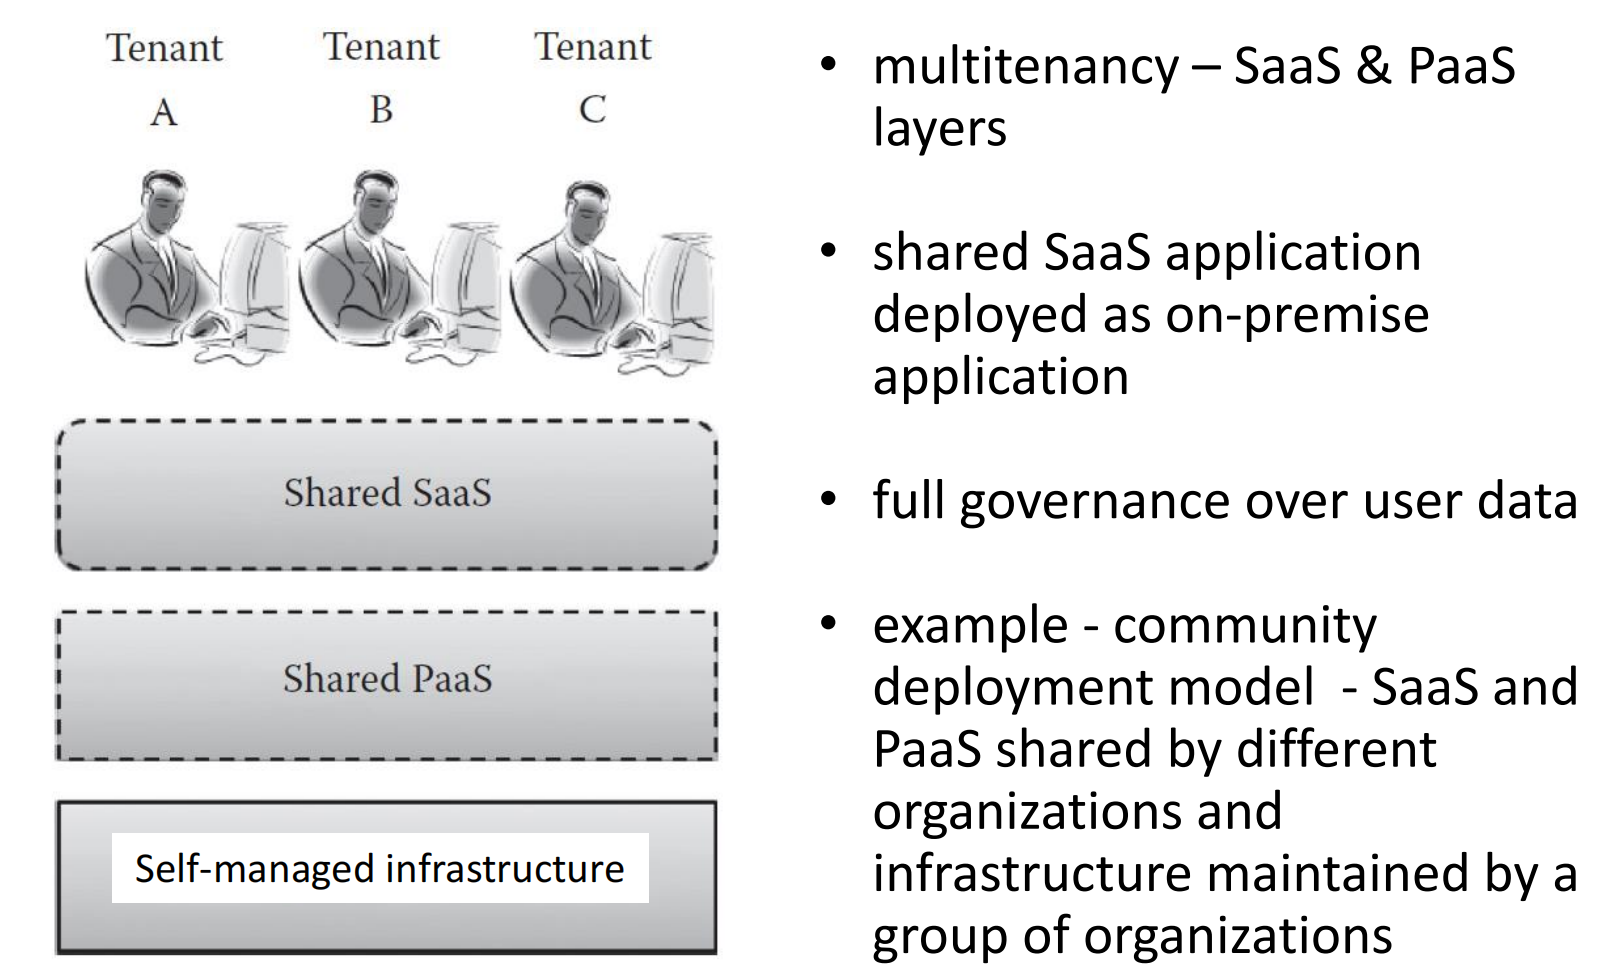 Tenant
A
Tenant
B
Tenant
C
Shared SaaS
Shared PaaS
Self-managed infrastructure
• multitenancy – SaaS & PaaS
layers
• shared SaaS application
deployed as on-premise
application
• full governance over user data
• example - community
deployment model  - SaaS and
PaaS shared by different
organizations and
infrastructure maintained by a
group of organizations